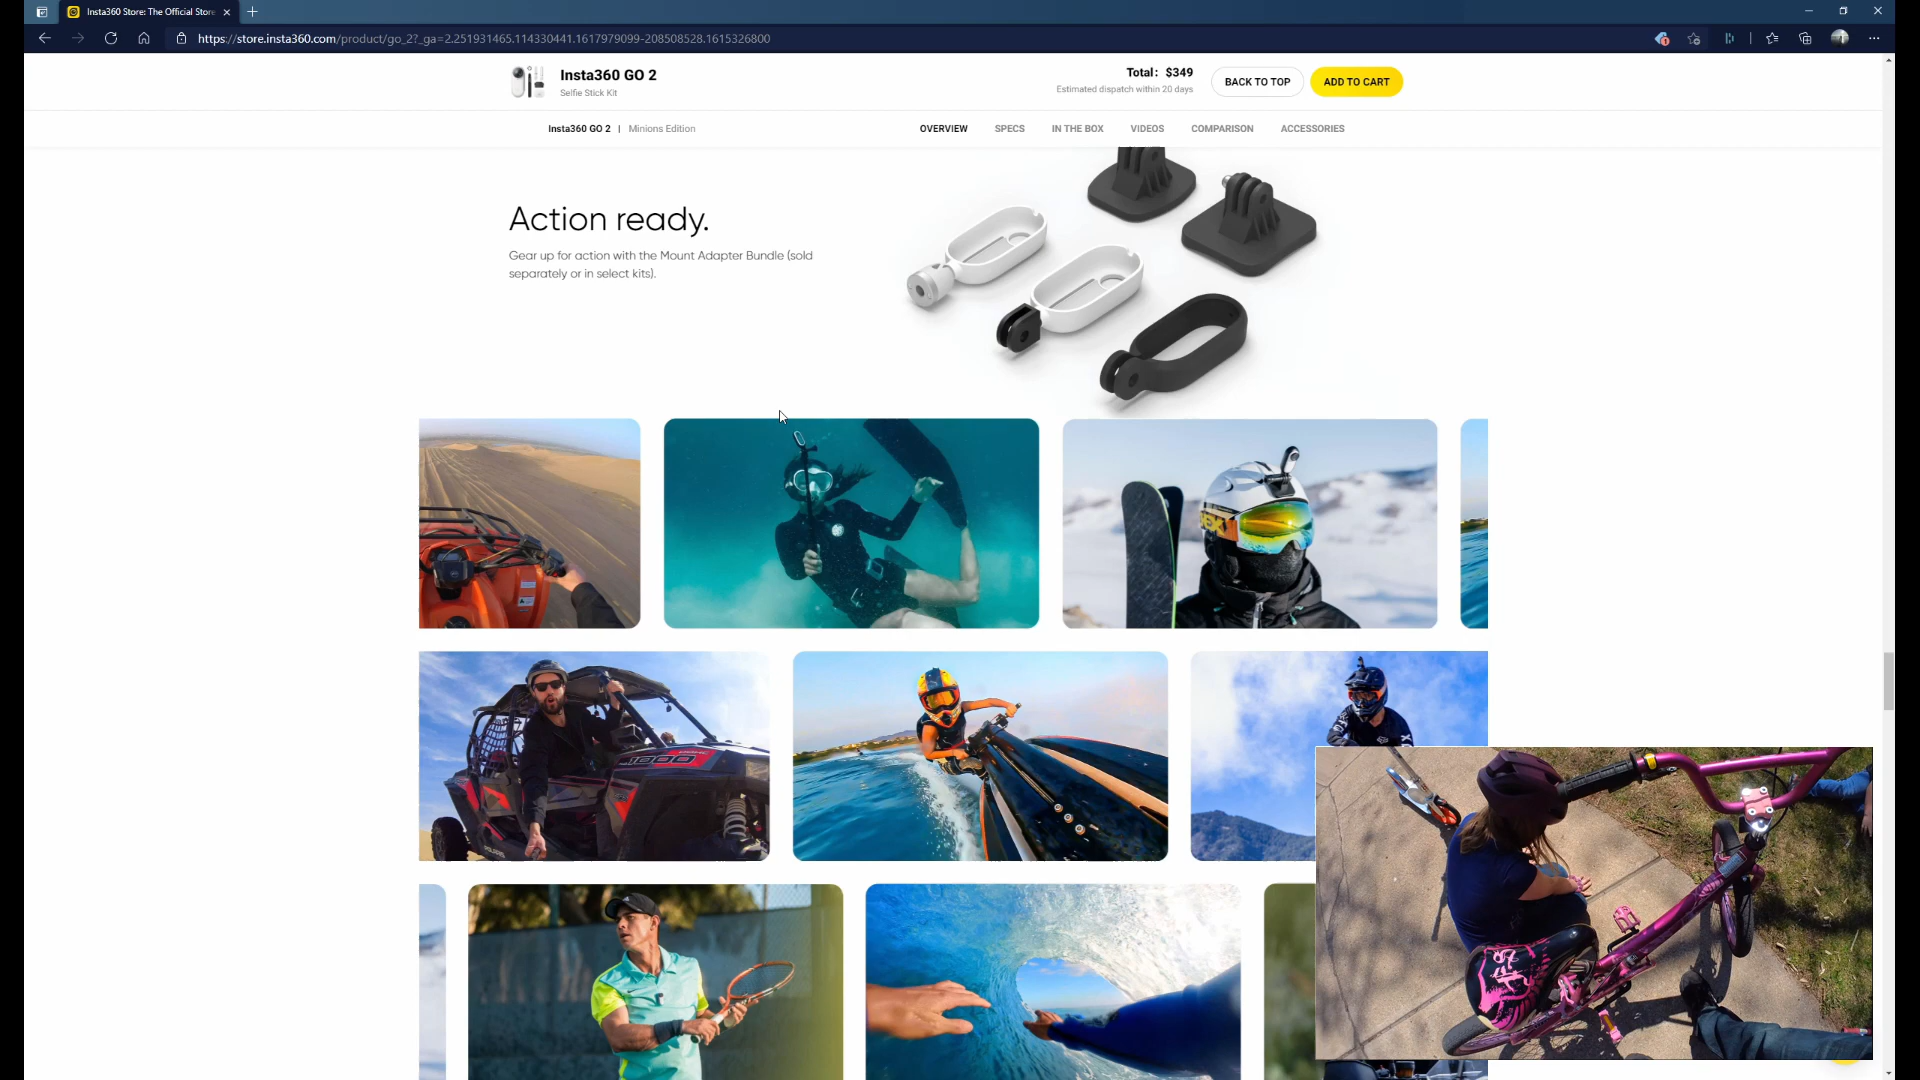 Insta360 Store: The Official Store
https://store.insta360.com/product/go_2?_ga=2.251931465.114330441.1617979099-208508528.1615326800
Insta360 GO 2
Selfie Stick Kit
Total: $349
Estimated dispatch within 20 days
BACK TO TOP
ADD TO CART
Insta360 GO 2 | Minions Edition
OVERVIEW SPECS IN THE BOX VIDEOS COMPARISON ACCESSORIES
Action ready.
Gear up for action with the Mount Adapter Bundle (sold
separately or in select kits).
1000